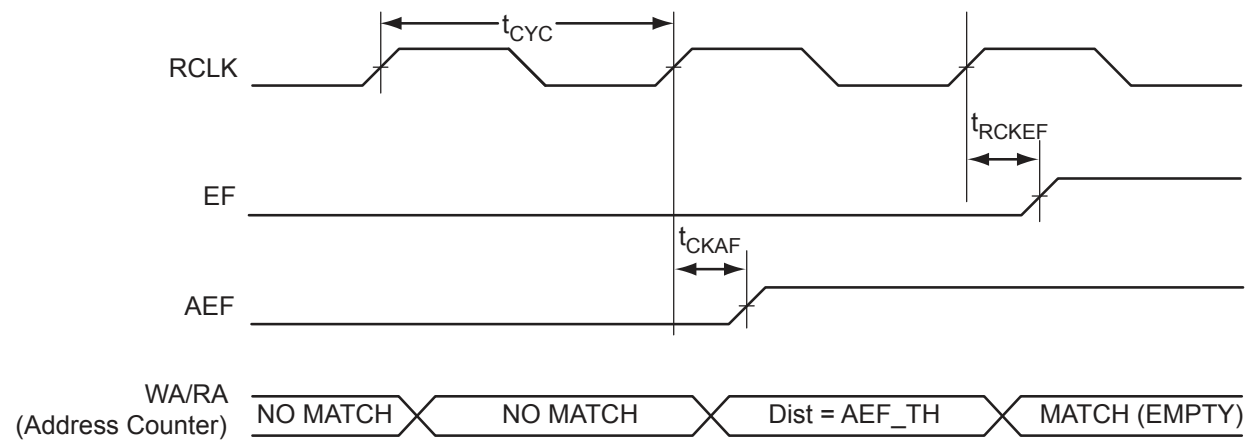 tCYC
RCLK
tRCKEF
EF
tCKAF
AEF
WA/RA
(Address Counter)
NO MATCH
NO MATCH
Dist = AEF_TH
MATCH (EMPTY)